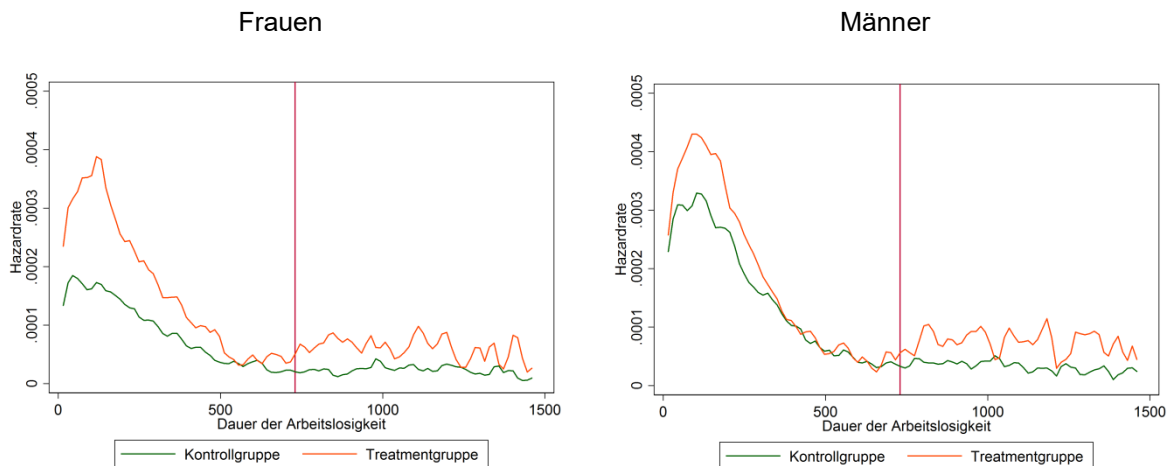 Frauen
Männer
Hazardrate
0
.0001
.0002
.0003
.0004
.0005
0
500
1000
1500
Dauer der Arbeitslosigkeit
Kontrollgruppe
Treatmentgruppe
Hazardrate
0
.0001
.0002
.0003
.0004
.0005
0
500
1000
1500
Dauer der Arbeitslosigkeit
Kontrollgruppe
Treatmentgruppe